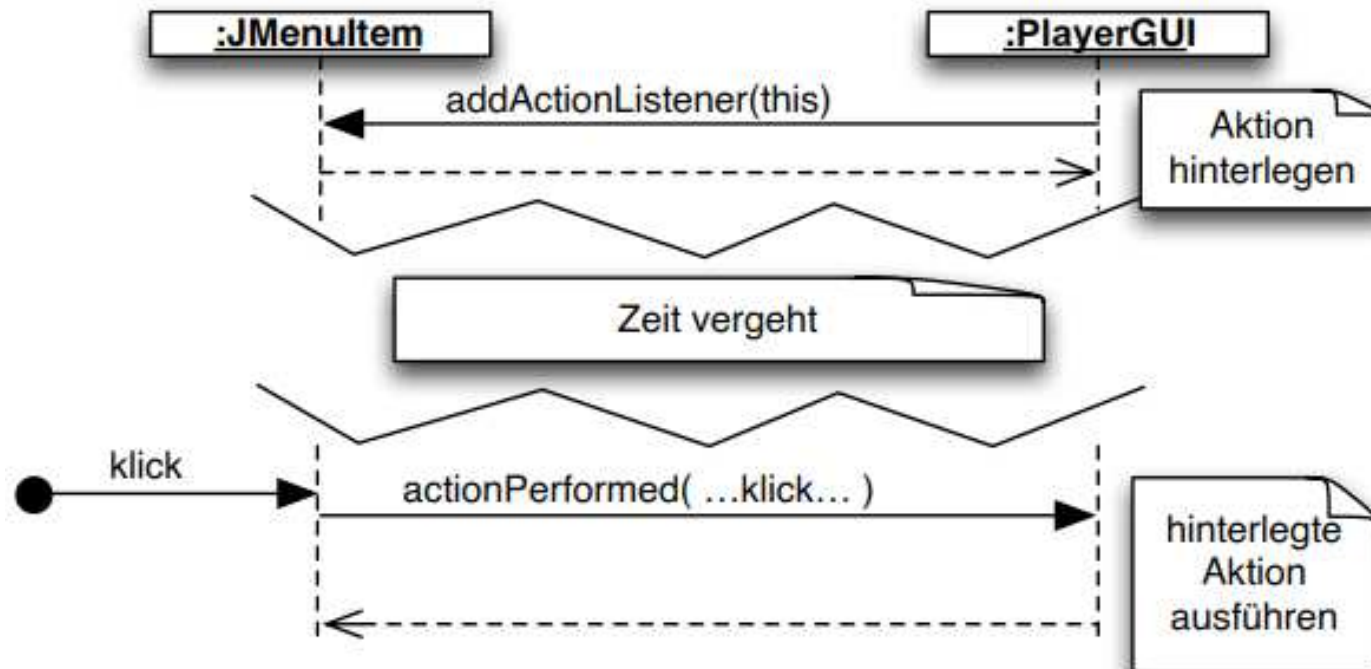 :JMenuItem
:PlayerGUI
addActionListener(this)
Aktion
hinterlegen
Zeit vergeht
klick
actionPerformed( …klick… )
hinterlegte
Aktion
ausführen